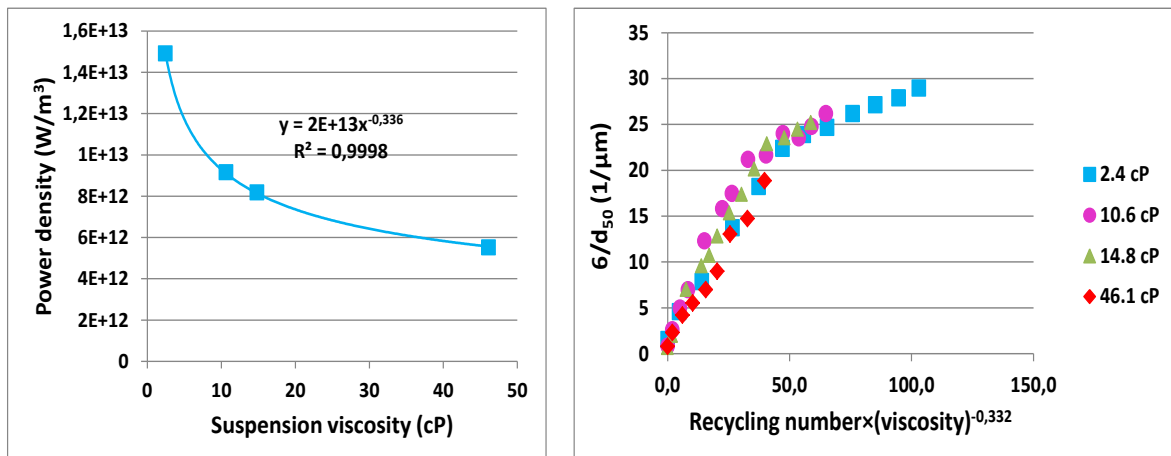 Power density (W/m³)
1,6E+13
1,4E+13
1,2E+13
1E+13
8E+12
6E+12
4E+12
2E+12
0
y = 2E+13x^-0,336
R² = 0,9998
0 10 20 30 40 50
Suspension viscosity (cP)
6/d₅₀ (1/µm)
35
30
25
20
15
10
5
0
0,0 50,0 100,0 150,0
Recycling number×(viscosity)^-0,332
2.4 cP
10.6 cP
14.8 cP
46.1 cP